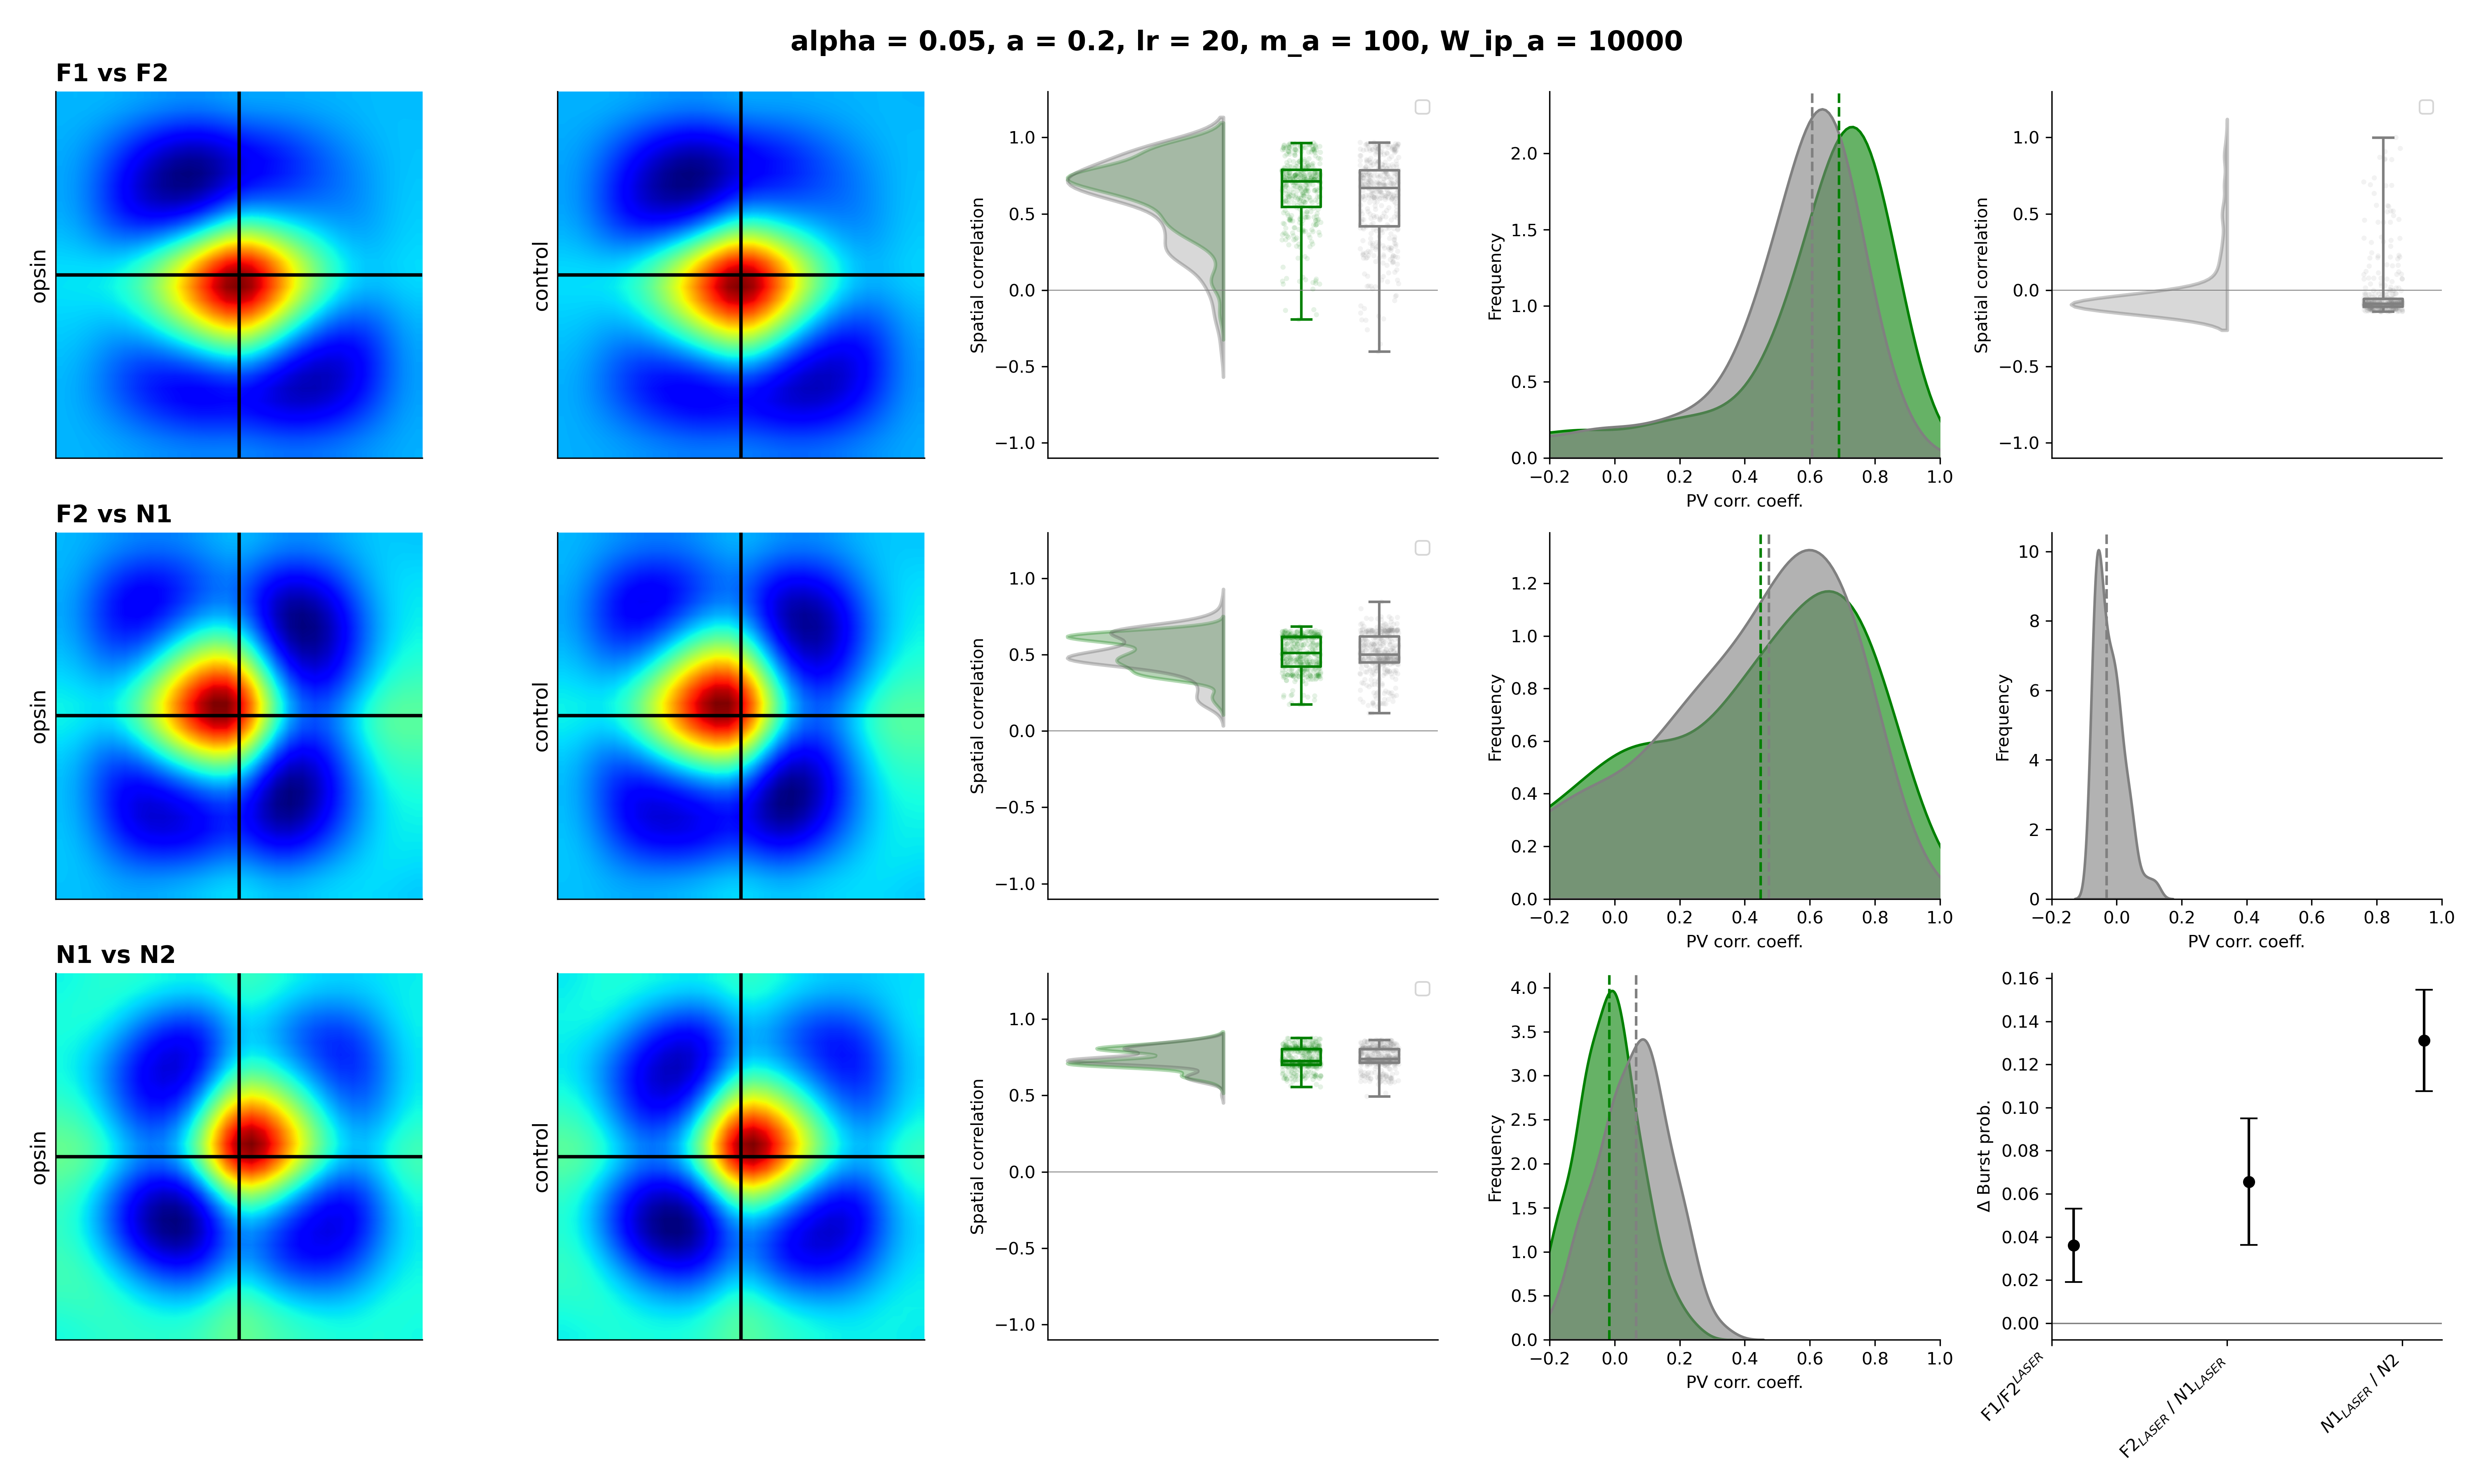 alpha = 0.05, a = 0.2, lr = 20, m_a = 100, W_ip_a = 10000
F1 vs F2
opsin
control
Spatial correlation
1.0
0.5
0.0
−0.5
−1.0
Frequency
2.0
1.5
1.0
0.5
0.0
−0.2 0.0 0.2 0.4 0.6 0.8 1.0
PV corr. coeff.
Spatial correlation
1.0
0.5
0.0
−0.5
−1.0
F2 vs N1
opsin
control
Spatial correlation
1.0
0.5
0.0
−0.5
−1.0
Frequency
1.2
1.0
0.8
0.6
0.4
0.2
0.0
−0.2 0.0 0.2 0.4 0.6 0.8 1.0
PV corr. coeff.
Frequency
10
8
6
4
2
0
−0.2 0.0 0.2 0.4 0.6 0.8 1.0
PV corr. coeff.
N1 vs N2
opsin
control
Spatial correlation
1.0
0.5
0.0
−0.5
−1.0
Frequency
4.0
3.5
3.0
2.5
2.0
1.5
1.0
0.5
0.0
−0.2 0.0 0.2 0.4 0.6 0.8 1.0
PV corr. coeff.
Δ Burst prob.
0.16
0.14
0.12
0.10
0.08
0.06
0.04
0.02
0.00
F1/F2^LASER
F2_LASER / N1_LASER
N1_LASER / N2